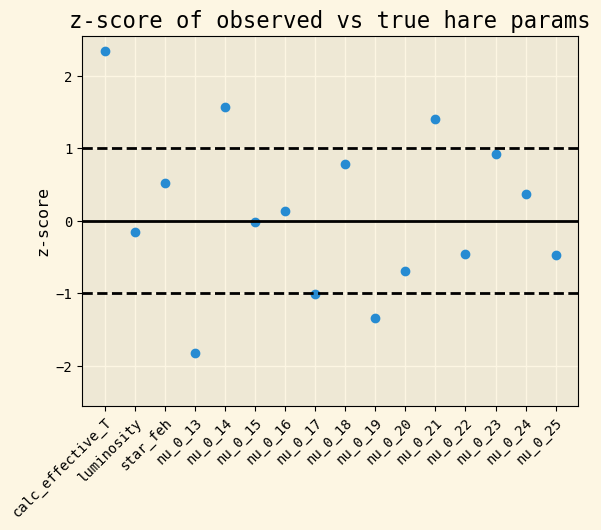 z-score of observed vs true hare params
z-score
2
1
0
−1
−2
calc_effective_T
luminosity
star_feh
nu_0_13
nu_0_14
nu_0_15
nu_0_16
nu_0_17
nu_0_18
nu_0_19
nu_0_20
nu_0_21
nu_0_22
nu_0_23
nu_0_24
nu_0_25